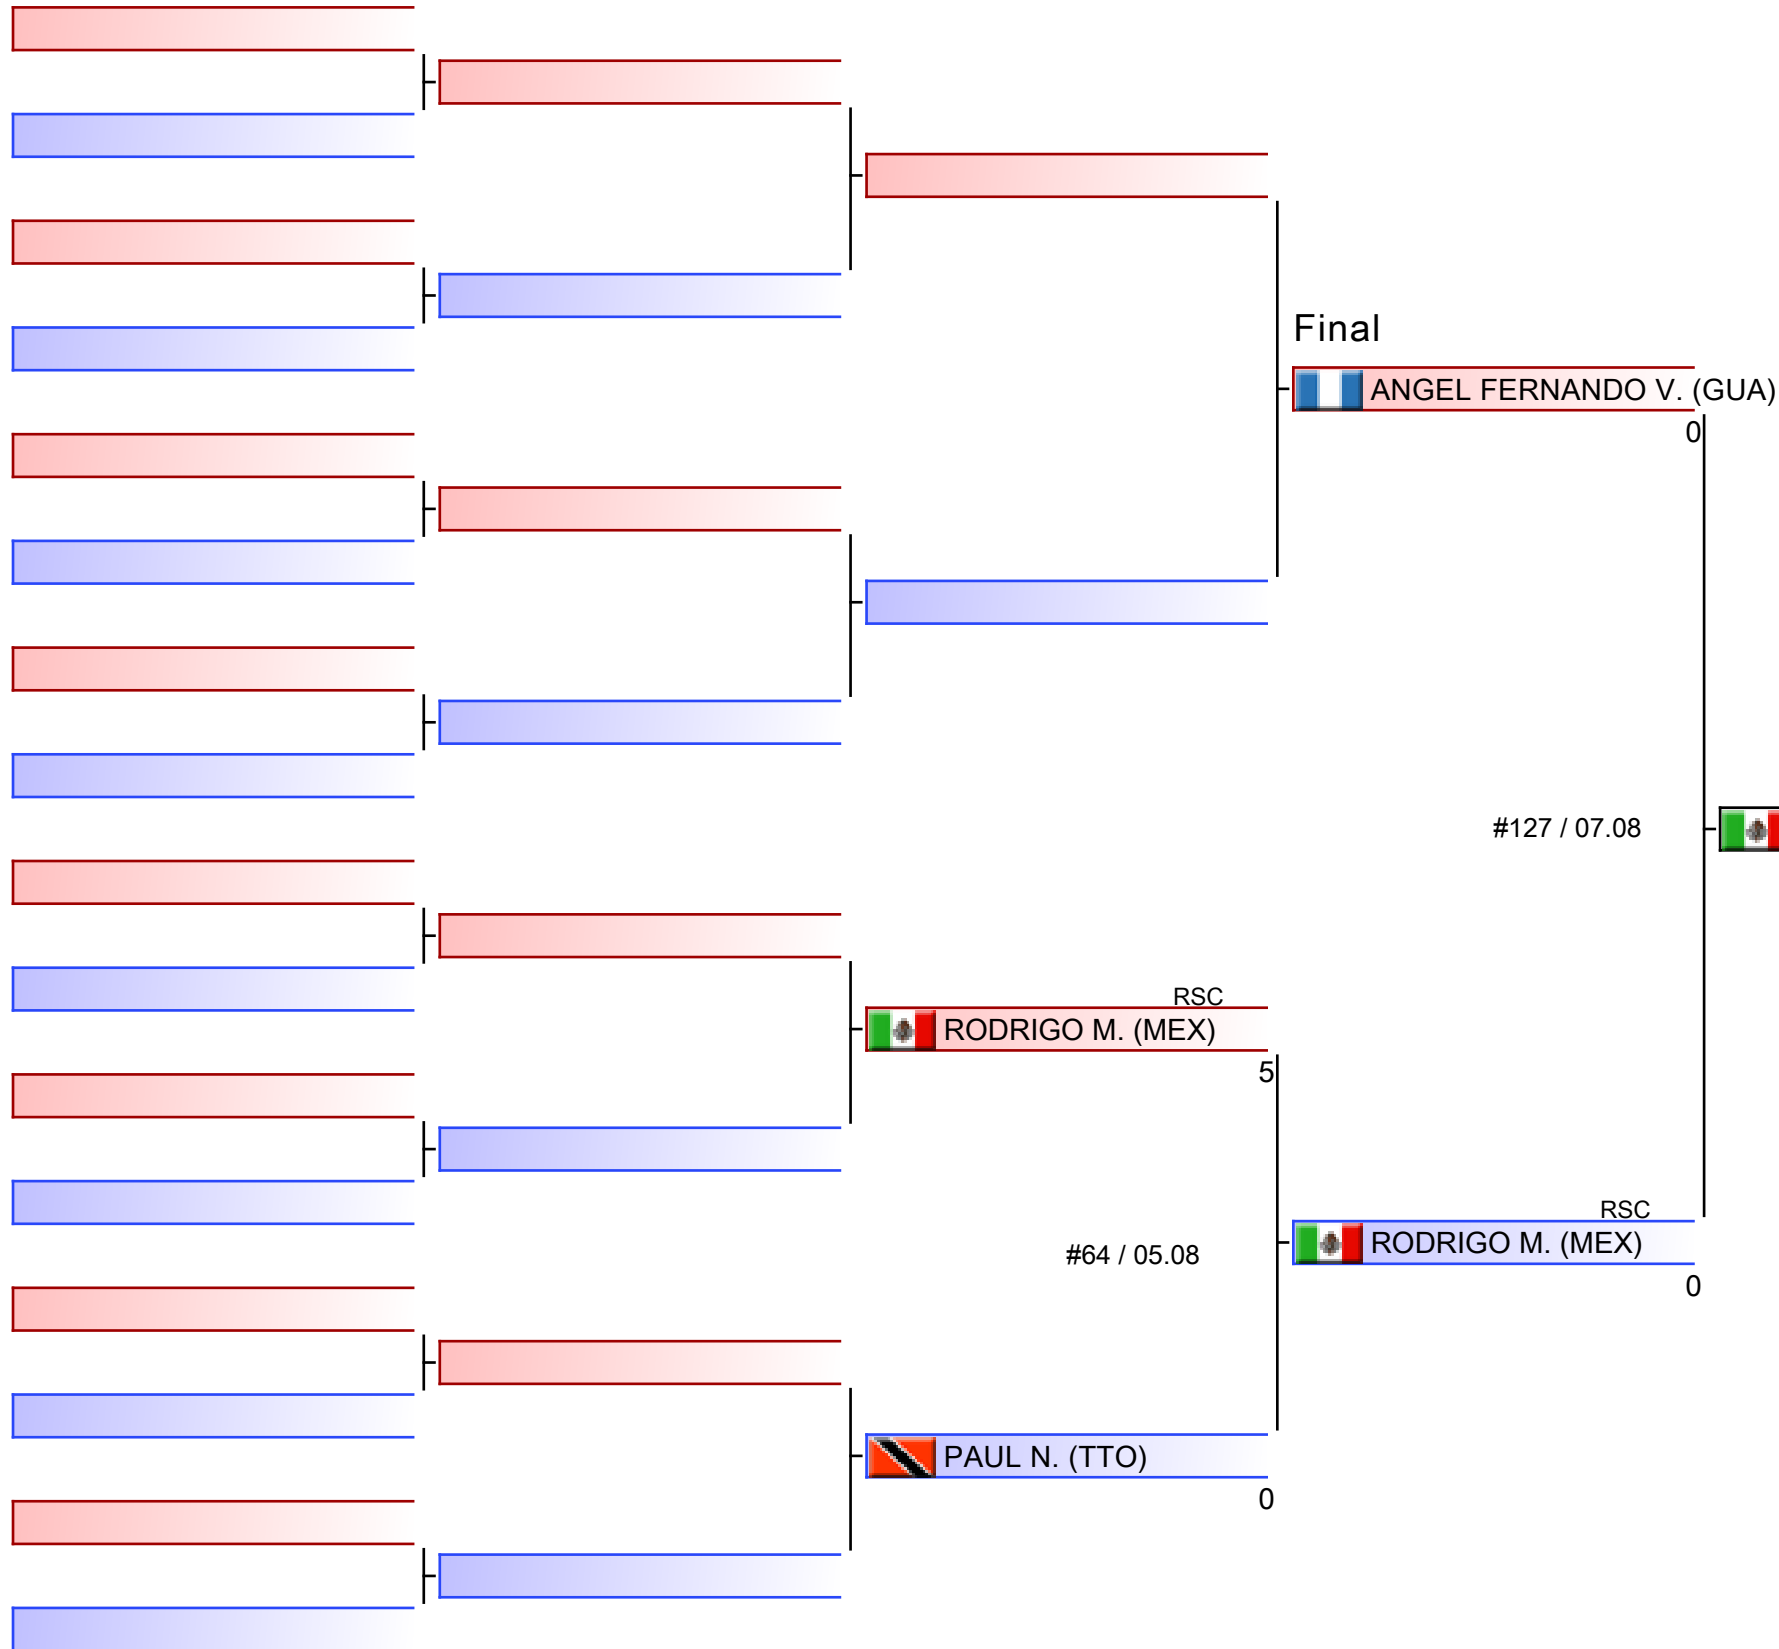 Final
ANGEL FERNANDO V. (GUA)
0
#127 / 07.08
RSC
RODRIGO M. (MEX)
5
RSC
RODRIGO M. (MEX)
0
#64 / 05.08
PAUL N. (TTO)
0